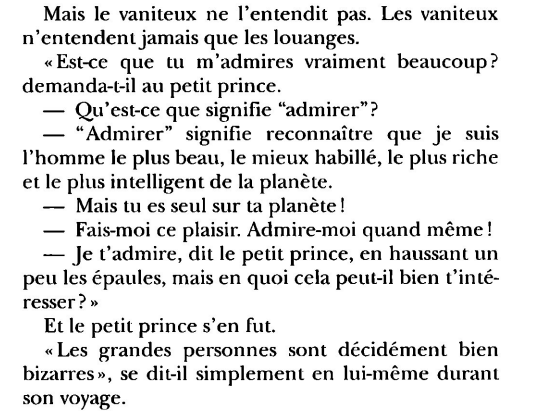 Mais le vaniteux ne l'entendit pas. Les vaniteux
n'entendent jamais que les louanges.
«Est-ce que tu m'admires vraiment beaucoup?
demanda-t-il au petit prince.
— Qu'est-ce que signifie “admirer”?
— “Admirer” signifie reconnaître que je suis
l'homme le plus beau, le mieux habillé, le plus riche
et le plus intelligent de la planète.
— Mais tu es seul sur ta planète!
— Fais-moi ce plaisir. Admire-moi quand même!
— Je t'admire, dit le petit prince, en haussant un
peu les épaules, mais en quoi cela peut-il bien t'inté-
resser?»
Et le petit prince s'en fut.
«Les grandes personnes sont décidément bien
bizarres», se dit-il simplement en lui-même durant
son voyage.